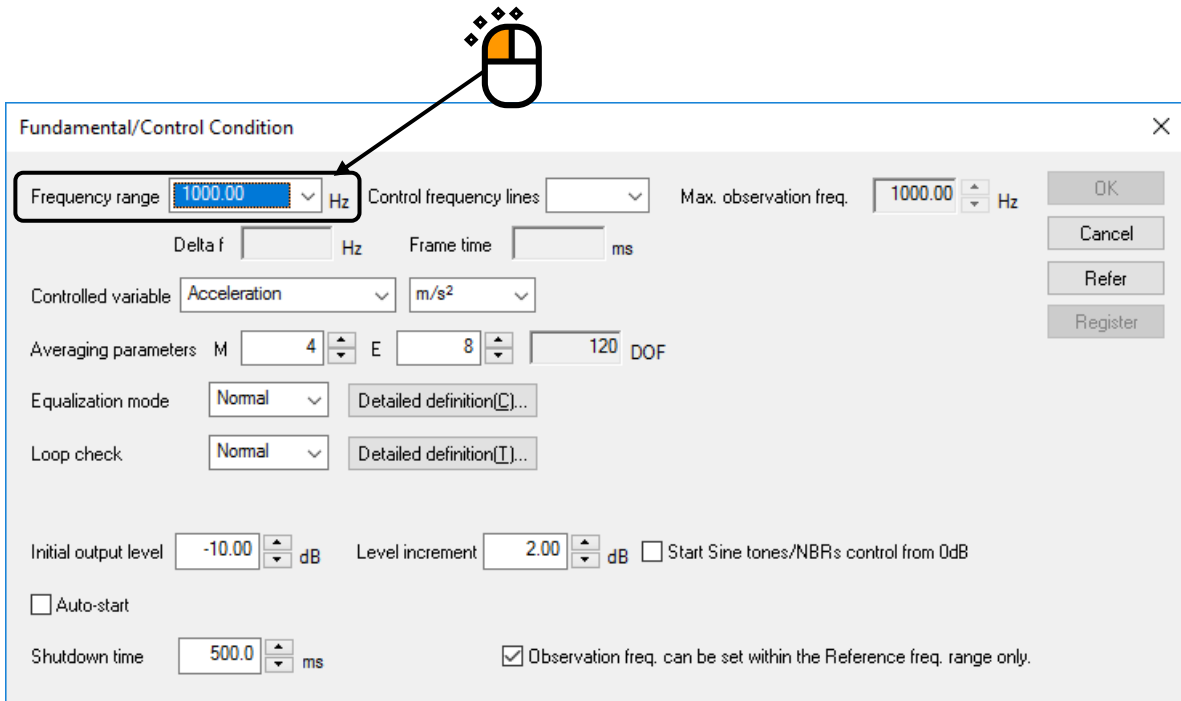 Fundamental/Control Condition
Frequency range 1000.00 Hz Control frequency lines Max. observation freq. 1000.00 Hz OK
Delta f Hz Frame time ms Cancel
Controlled variable Acceleration m/s² Refer
Register
Averaging parameters M 4 E 8 120 DOF
Equalization mode Normal Detailed definition(C)...
Loop check Normal Detailed definition(T)...
Initial output level -10.00 dB Level increment 2.00 dB Start Sine tones/NBRs control from 0dB
Auto-start
Shutdown time 500.0 ms Observation freq. can be set within the Reference freq. range only.